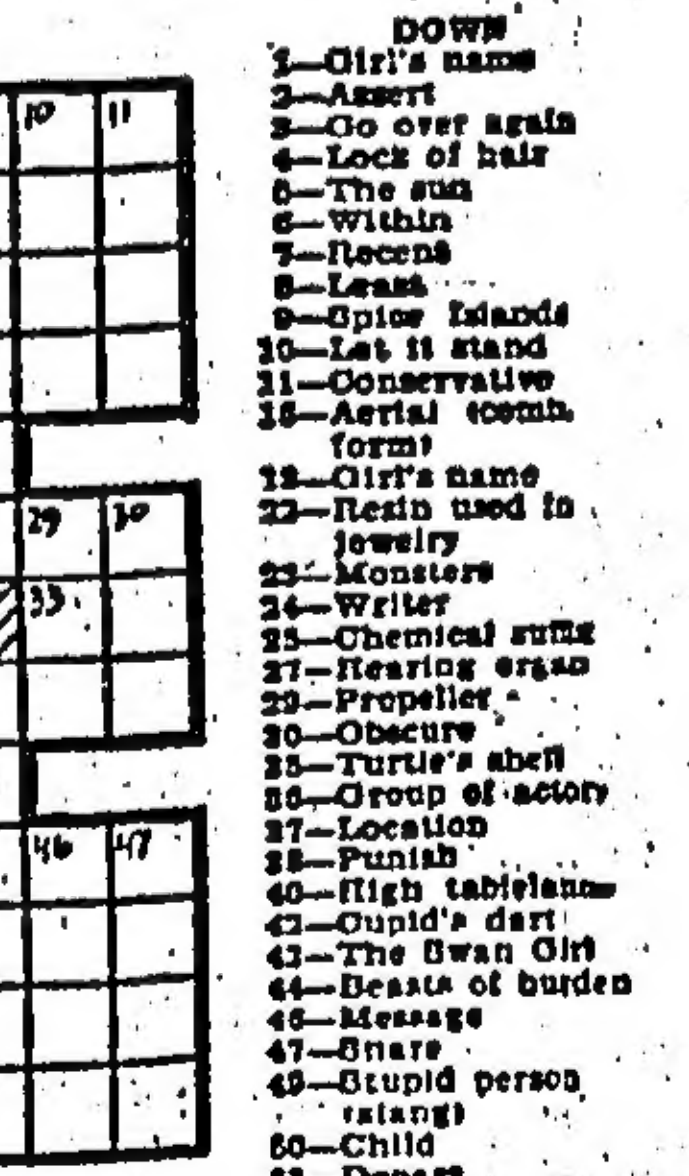 10 11
29 30
33
46 47
DOWN
1—Girl's name
2—Assert
3—Go over again
4—Lock of hair
5—The sun
6—Within
7—Recent
8—Least
9—Spice Islands
10—Let it stand
11—Conservative
15—Aerial (comb.
form)
18—Girl's name
22—Resin used in
jewelry
23—Monsters
24—Writer
25—Chemical suffix
27—Hearing organ
29—Propeller
30—Obscure
35—Turtle's shell
36—Group of actors
37—Location
38—Punish
40—High tablelands
42—Cupid's dart
43—The Swan Girl
44—Beasts of burden
46—Message
47—Snare
49—Stupid person
(slang)
50—Child